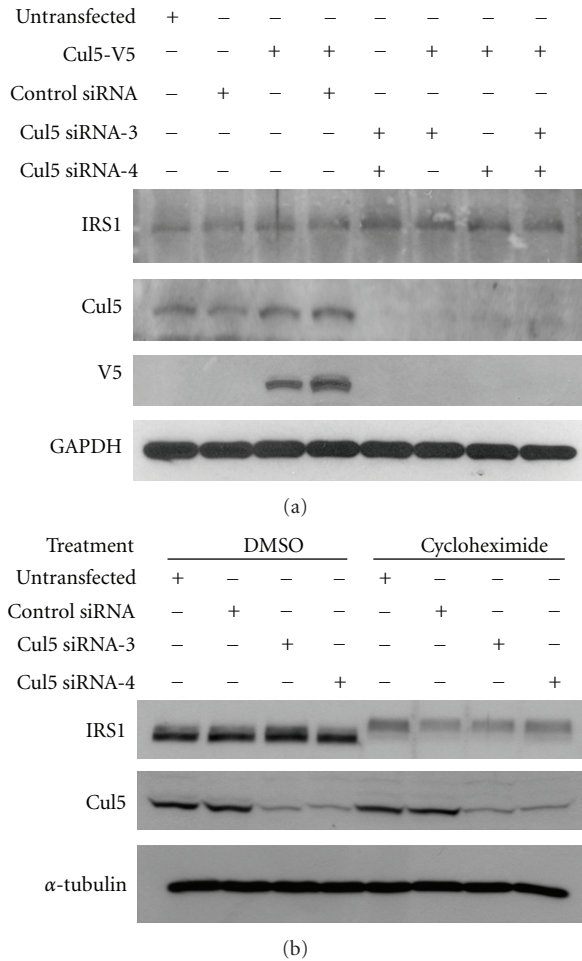 Untransfected + − − − − − − −
Cul5-V5 − − + + − + + +
Control siRNA − + − + − − − −
Cul5 siRNA-3 − − − − + + − +
Cul5 siRNA-4 − − − − + − + +
IRS1
Cul5
V5
GAPDH
(a)
Treatment DMSO Cycloheximide
Untransfected + − − − + − − −
Control siRNA − + − − − + − −
Cul5 siRNA-3 − − + − − − + −
Cul5 siRNA-4 − − − + − − − +
IRS1
Cul5
α-tubulin
(b)